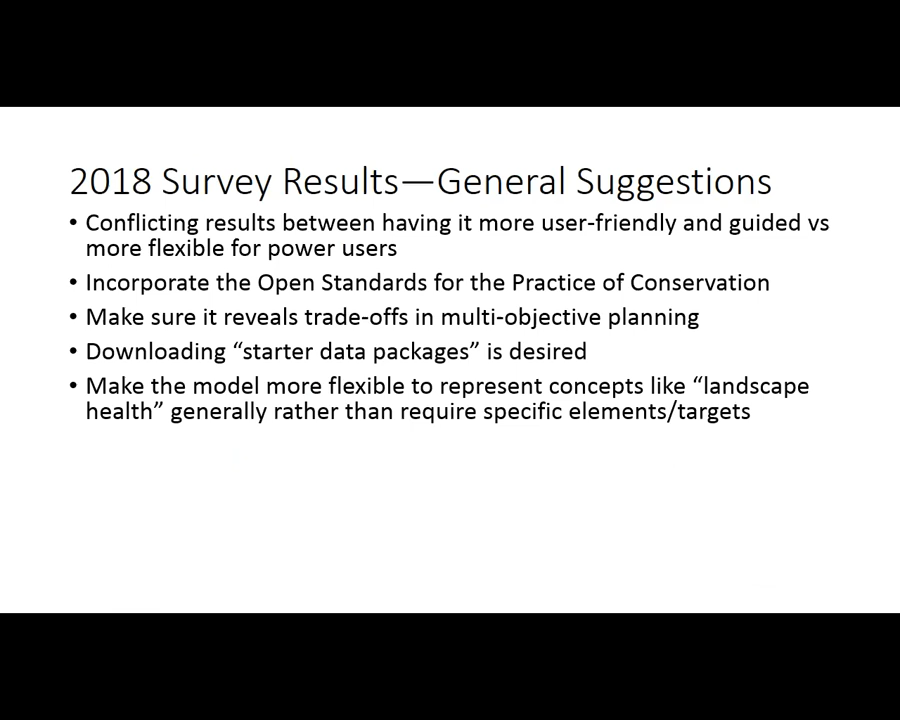 2018 Survey Results—General Suggestions
• Conflicting results between having it more user-friendly and guided vs
more flexible for power users
• Incorporate the Open Standards for the Practice of Conservation
• Make sure it reveals trade-offs in multi-objective planning
• Downloading “starter data packages” is desired
• Make the model more flexible to represent concepts like “landscape
health” generally rather than require specific elements/targets